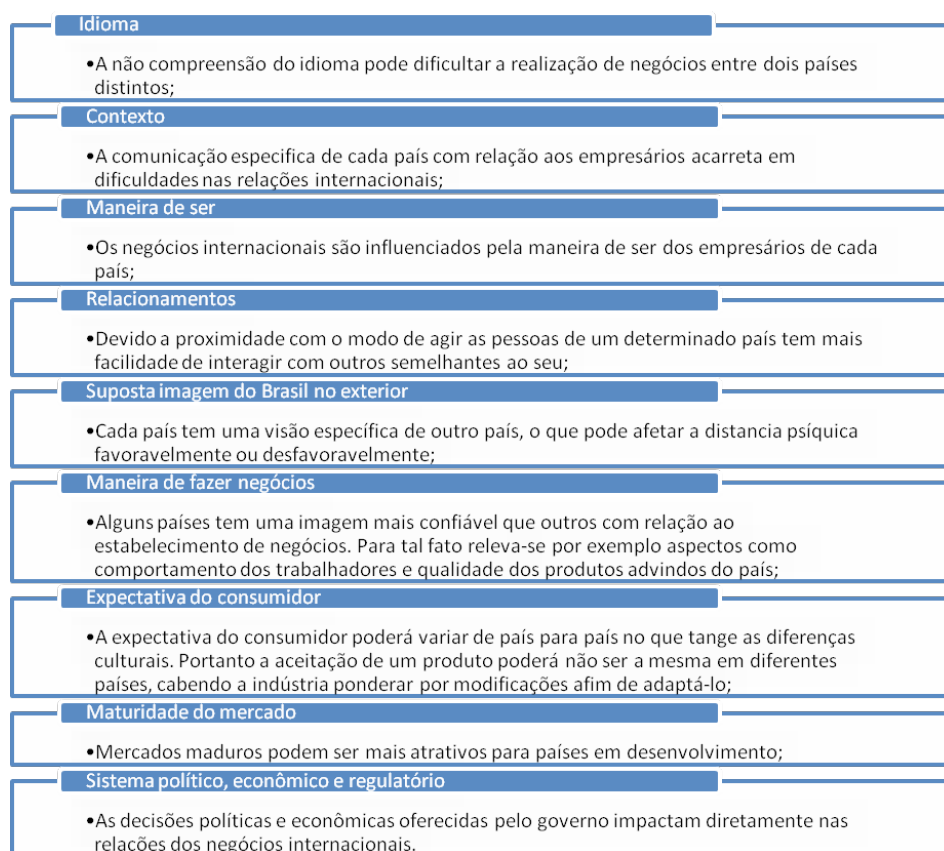 Idioma
•A não compreensão do idioma pode dificultar a realização de negócios entre dois países
distintos;
Contexto
•A comunicação especifica de cada país com relação aos empresários acarreta em
dificuldades nas relações internacionais;
Maneira de ser
•Os negócios internacionais são influenciados pela maneira de ser dos empresários de cada
país;
Relacionamentos
•Devido a proximidade com o modo de agir as pessoas de um determinado país tem mais
facilidade de interagir com outros semelhantes ao seu;
Suposta imagem do Brasil no exterior
•Cada país tem uma visão específica de outro país, o que pode afetar a distancia psíquica
favoravelmente ou desfavoravelmente;
Maneira de fazer negócios
•Alguns países tem uma imagem mais confiável que outros com relação ao
estabelecimento de negócios. Para tal fato releva-se por exemplo aspectos como
comportamento dos trabalhadores e qualidade dos produtos advindos do país;
Expectativa do consumidor
•A expectativa do consumidor poderá variar de país para país no que tange as diferenças
culturais. Portanto a aceitação de um produto poderá não ser a mesma em diferentes
países, cabendo a indústria ponderar por modificações afim de adaptá-lo;
Maturidade do mercado
•Mercados maduros podem ser mais atrativos para países em desenvolvimento;
Sistema político, econômico e regulatório
•As decisões políticas e econômicas oferecidas pelo governo impactam diretamente nas
relações dos negócios internacionais.